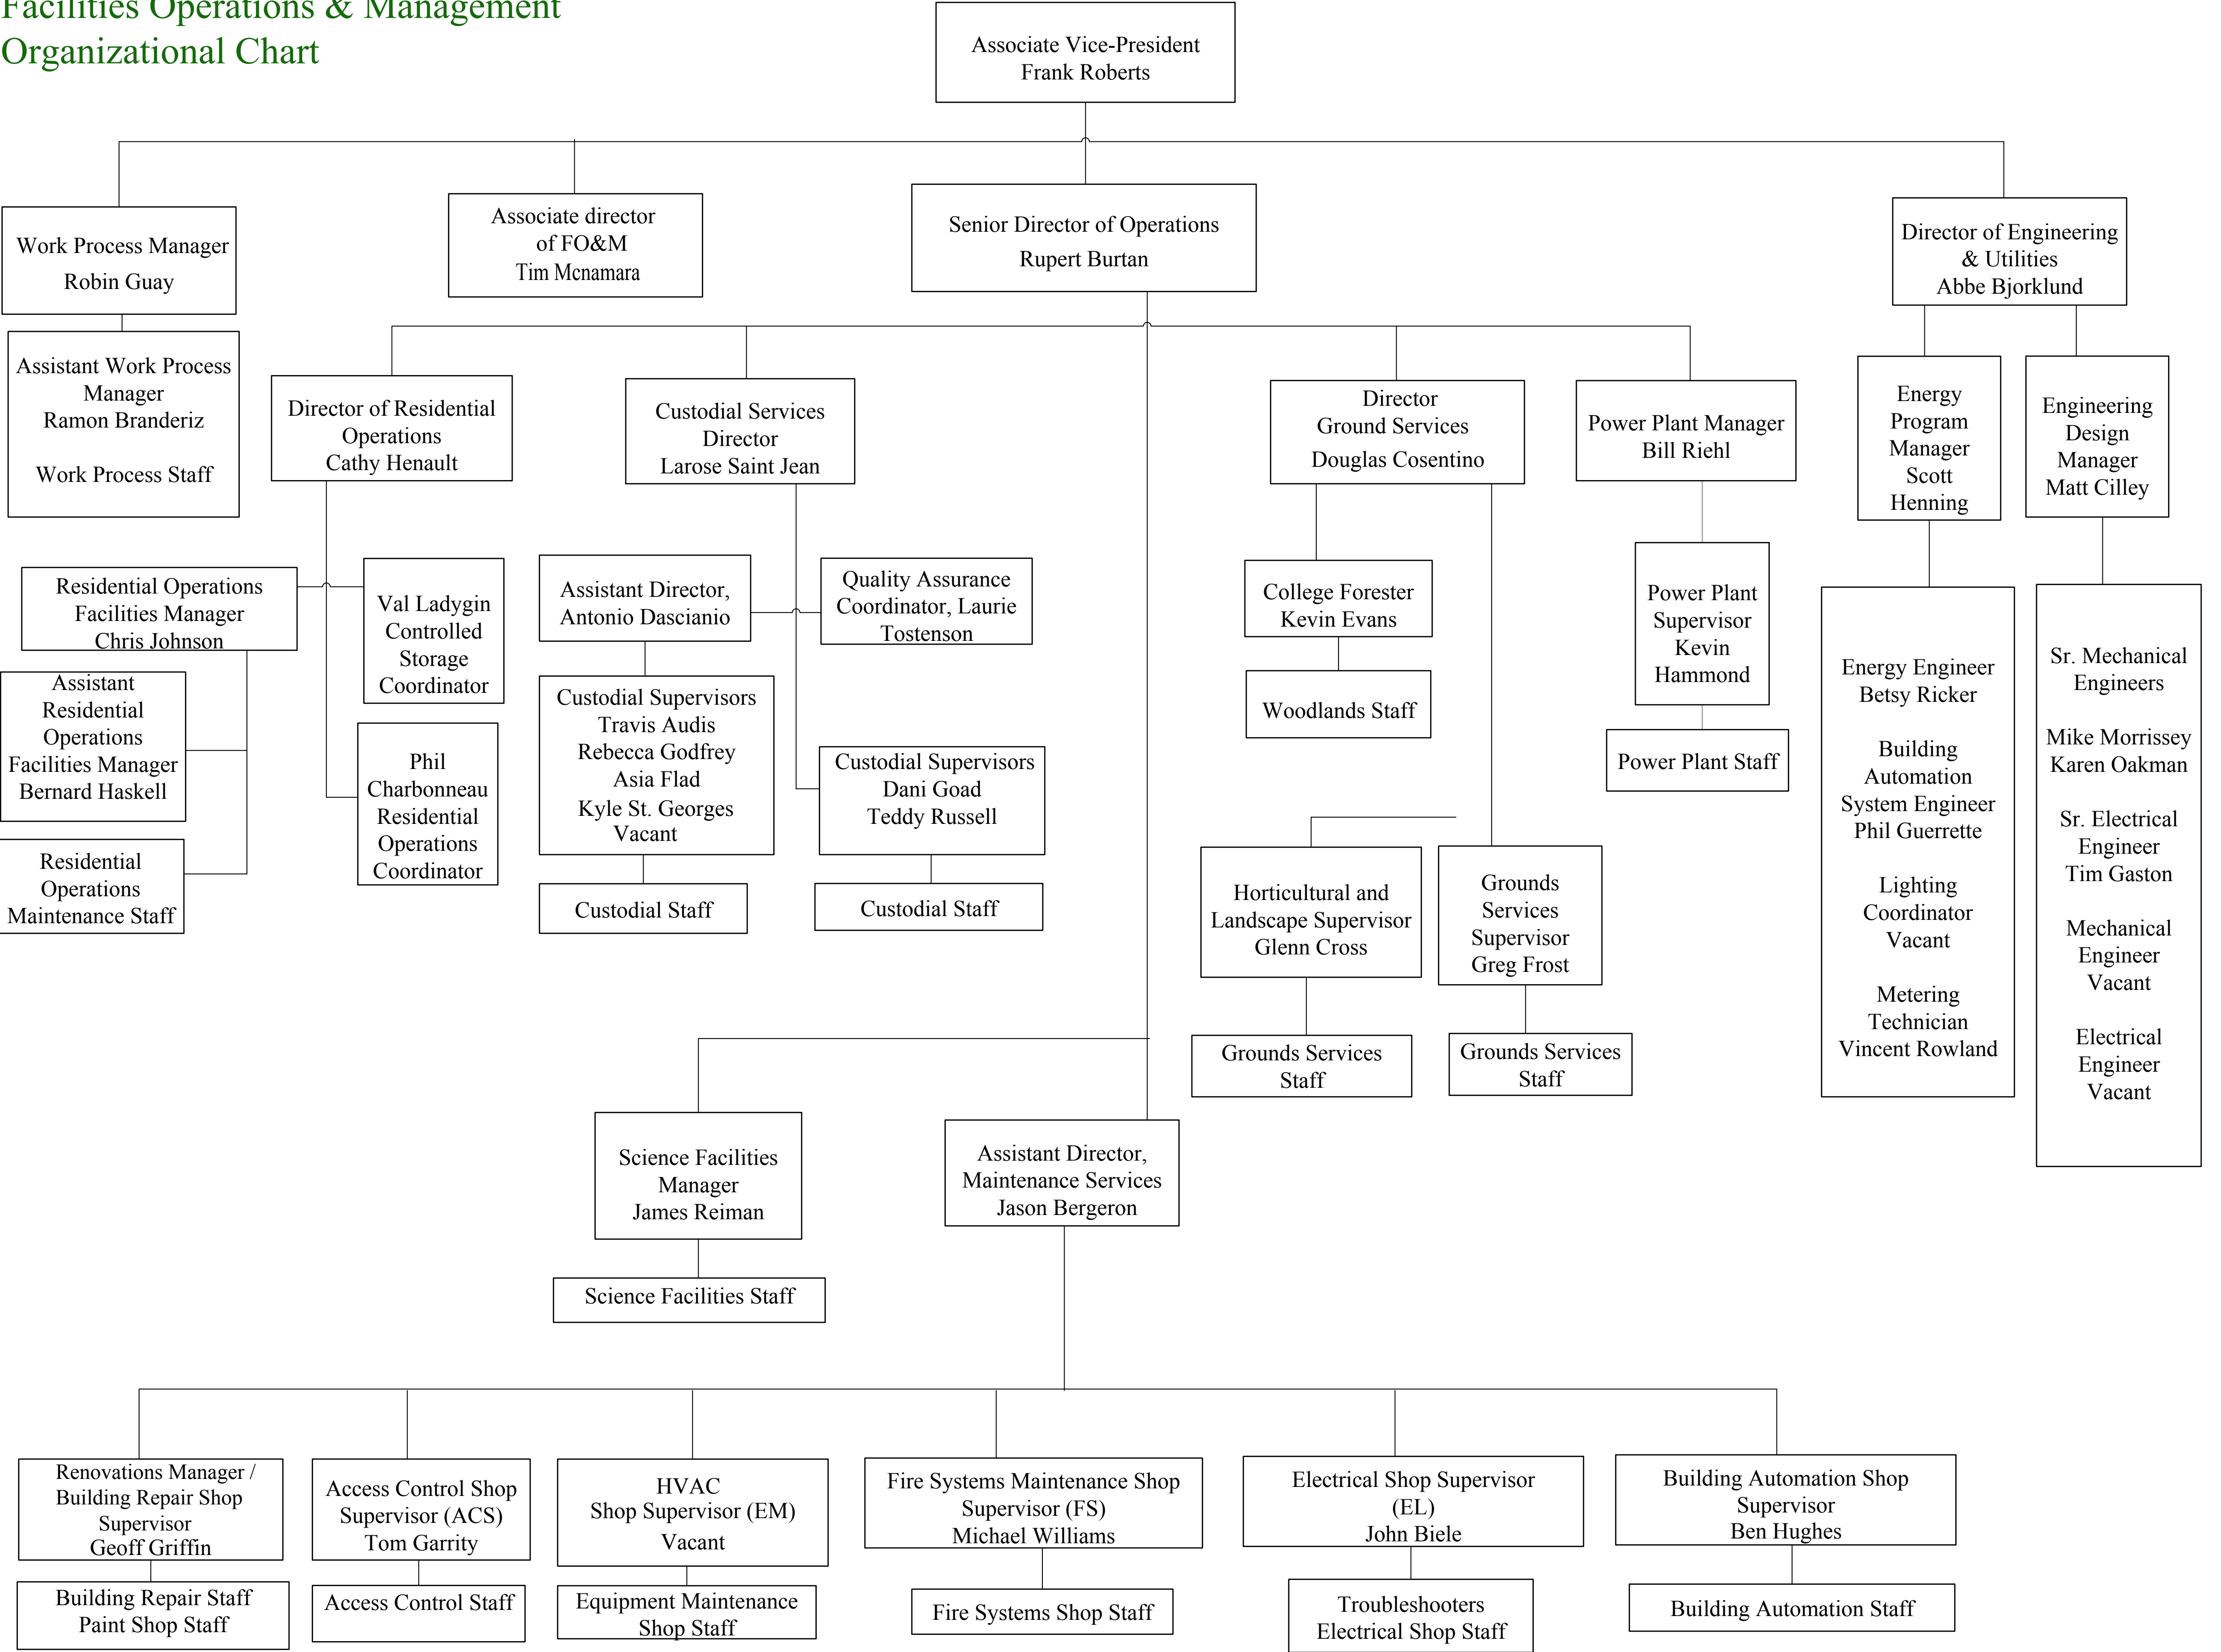 Facilities Operations & Management
Organizational Chart
Associate Vice-President
Frank Roberts
Work Process Manager
Robin Guay
Associate director
of FO&M
Tim Mcnamara
Senior Director of Operations
Rupert Burtan
Director of Engineering
& Utilities
Abbe Bjorklund
Assistant Work Process
Manager
Ramon Branderiz
Work Process Staff
Director of Residential
Operations
Cathy Henault
Custodial Services
Director
Larose Saint Jean
Director
Ground Services
Douglas Cosentino
Power Plant Manager
Bill Riehl
Energy
Program
Manager
Scott
Henning
Engineering
Design
Manager
Matt Cilley
Residential Operations
Facilities Manager
Chris Johnson
Val Ladygin
Controlled
Storage
Coordinator
Assistant Director,
Antonio Dascianio
Quality Assurance
Coordinator, Laurie
Tostenson
College Forester
Kevin Evans
Power Plant
Supervisor
Kevin
Hammond
Assistant
Residential
Operations
Facilities Manager
Bernard Haskell
Phil
Charbonneau
Residential
Operations
Coordinator
Custodial Supervisors
Travis Audis
Rebecca Godfrey
Asia Flad
Kyle St. Georges
Vacant
Custodial Supervisors
Dani Goad
Teddy Russell
Woodlands Staff
Power Plant Staff
Energy Engineer
Betsy Ricker
Building
Automation
System Engineer
Phil Guerrette
Lighting
Coordinator
Vacant
Metering
Technician
Vincent Rowland
Sr. Mechanical
Engineers
Mike Morrissey
Karen Oakman
Sr. Electrical
Engineer
Tim Gaston
Mechanical
Engineer
Vacant
Electrical
Engineer
Vacant
Residential
Operations
Maintenance Staff
Custodial Staff
Custodial Staff
Horticultural and
Landscape Supervisor
Glenn Cross
Grounds
Services
Supervisor
Greg Frost
Grounds Services
Staff
Grounds Services
Staff
Science Facilities
Manager
James Reiman
Assistant Director,
Maintenance Services
Jason Bergeron
Science Facilities Staff
Renovations Manager /
Building Repair Shop
Supervisor
Geoff Griffin
Access Control Shop
Supervisor (ACS)
Tom Garrity
HVAC
Shop Supervisor (EM)
Vacant
Fire Systems Maintenance Shop
Supervisor (FS)
Michael Williams
Electrical Shop Supervisor
(EL)
John Biele
Building Automation Shop
Supervisor
Ben Hughes
Building Repair Staff
Paint Shop Staff
Access Control Staff
Equipment Maintenance
Shop Staff
Fire Systems Shop Staff
Troubleshooters
Electrical Shop Staff
Building Automation Staff